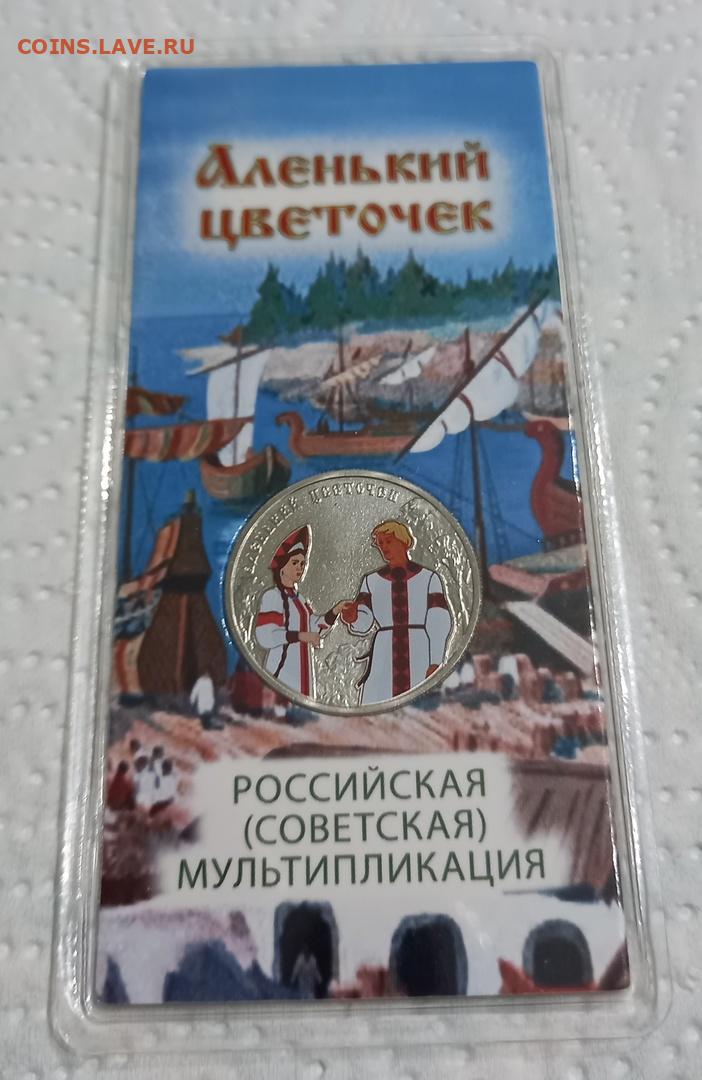 COINS.LAVE.RU
Аленький
цветочек
АЛЕНЬКИЙ ЦВЕТОЧЕК
РОССИЙСКАЯ
(СОВЕТСКАЯ)
МУЛЬТИПЛИКАЦИЯ